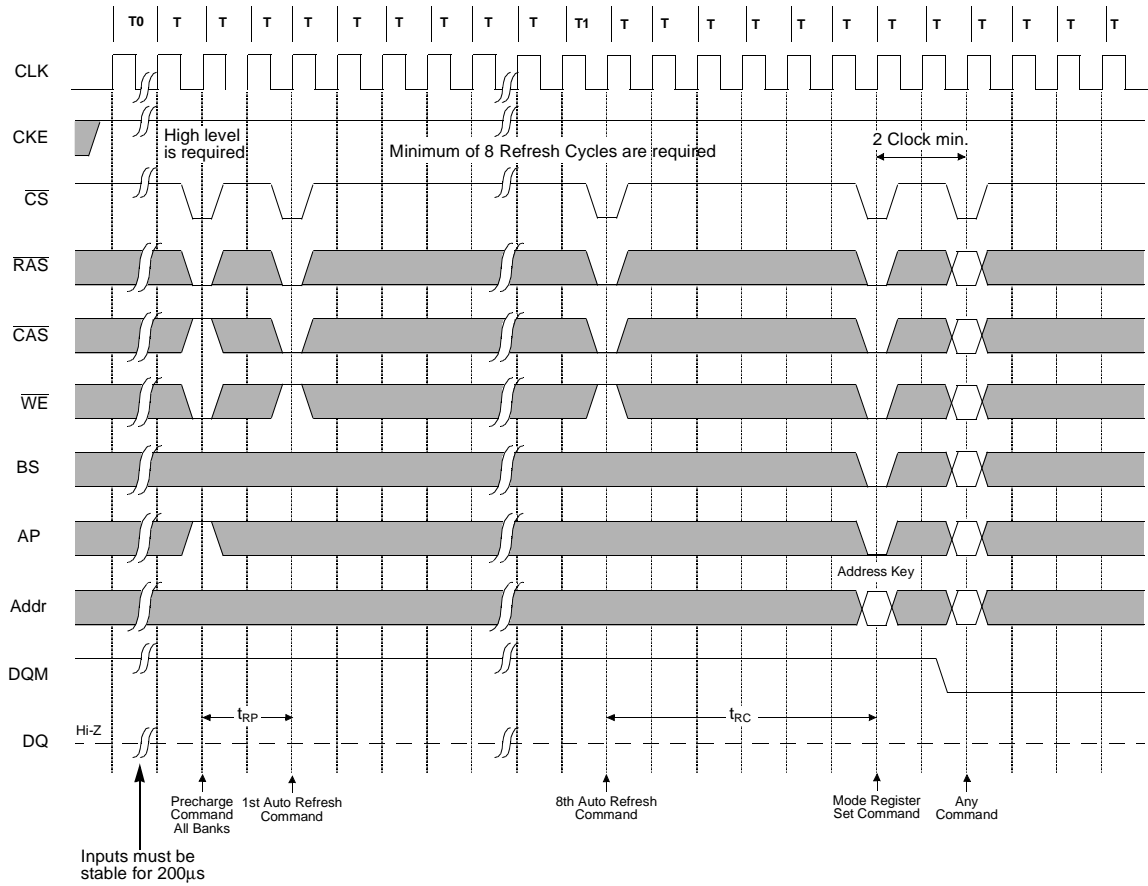 T0 T T T T T T T T T T1 T T T T T T T T T T T T
CLK
CKE
High level
is required
Minimum of 8 Refresh Cycles are required
2 Clock min.
CS
RAS
CAS
WE
BS
AP
Address Key
Addr
DQM
tRP
tRC
Hi-Z
DQ
Precharge
Command
All Banks
1st Auto Refresh
Command
8th Auto Refresh
Command
Mode Register
Set Command
Any
Command
Inputs must be
stable for 200µs